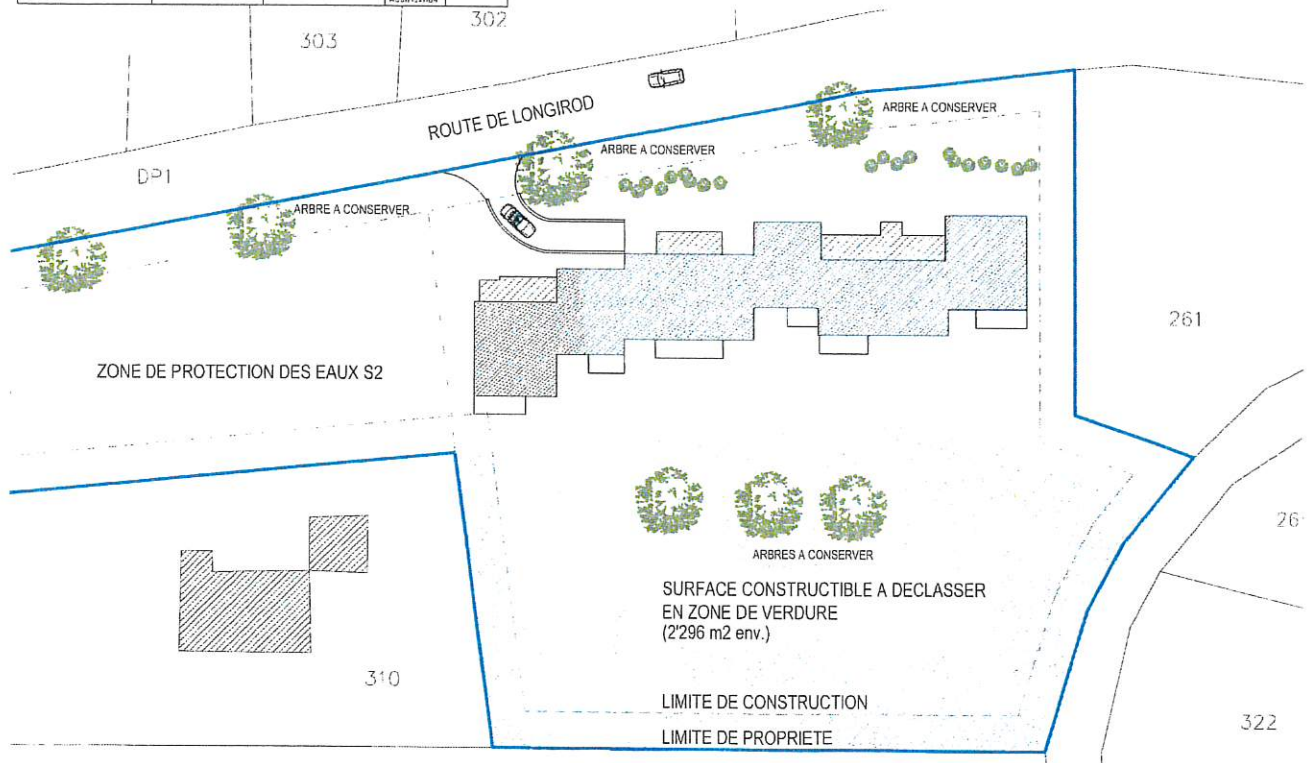 302
303
ROUTE DE LONGIROD
ARBRE A CONSERVER
ARBRE A CONSERVER
DP1
ARBRE A CONSERVER
261
ZONE DE PROTECTION DES EAUX S2
26
ARBRES A CONSERVER
SURFACE CONSTRUCTIBLE A DECLASSER
EN ZONE DE VERDURE
(2'296 m2 env.)
310
LIMITE DE CONSTRUCTION
322
LIMITE DE PROPRIETE